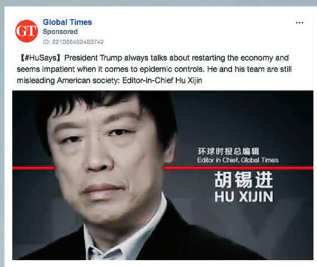 Global Times
Sponsored
ID: 221085482483742
【#HuSays】President Trump always talks about restarting the economy and
seems impatient when it comes to epidemic controls. He and his team are still
misleading American society: Editor-in-Chief Hu Xijin
GT
环球时报总编辑
Editor in Chief, Global Times
胡锡进
HU XIJIN